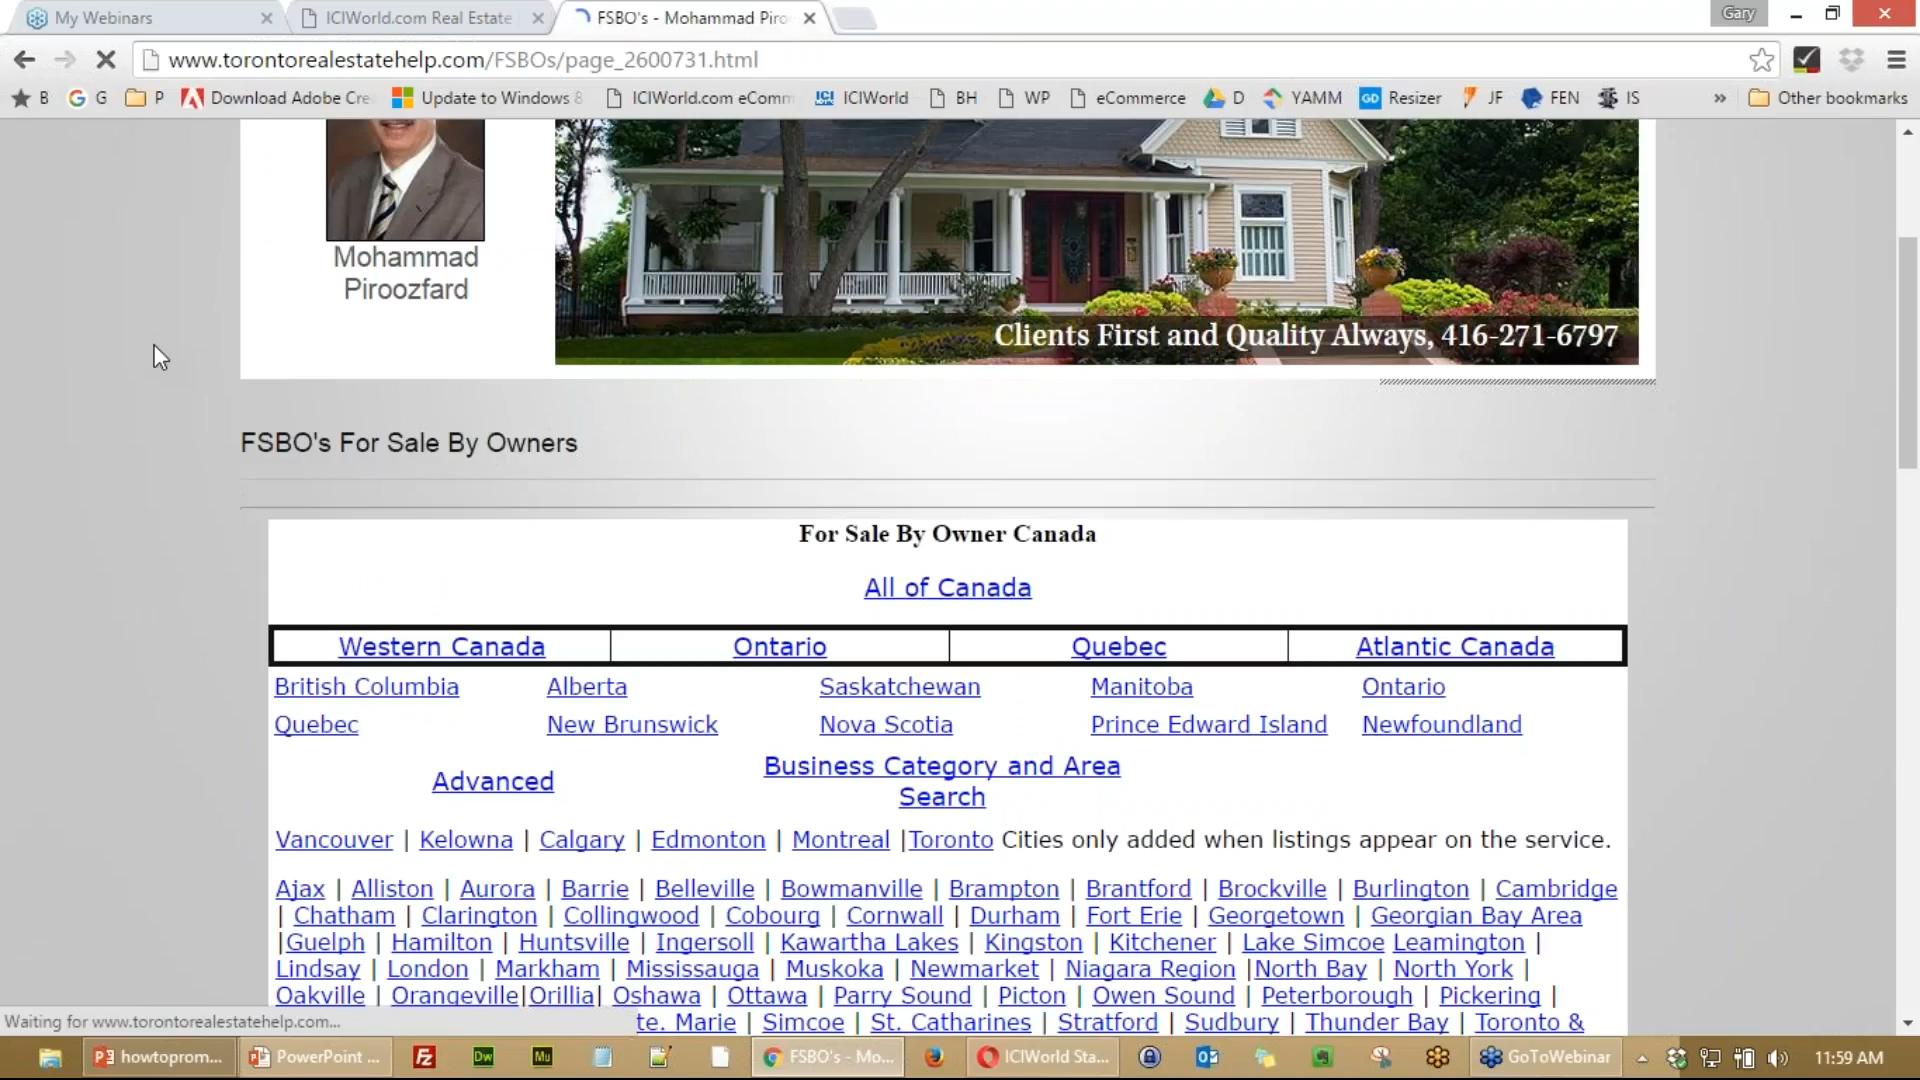 My Webinars
ICIWorld.com Real Estate
FSBO's - Mohammad Piro
Gary
www.torontorealestatehelp.com/FSBOs/page_2600731.html
B G P Download Adobe Cre Update to Windows 8 ICIWorld.com eComm ICIWorld BH WP eCommerce D YAMM GD Resizer JF FEN IS » Other bookmarks
Mohammad
Piroozfard
Clients First and Quality Always, 416-271-6797
FSBO's For Sale By Owners
For Sale By Owner Canada
All of Canada
Western Canada Ontario Quebec Atlantic Canada
British Columbia Alberta Saskatchewan Manitoba Ontario
Quebec New Brunswick Nova Scotia Prince Edward Island Newfoundland
Advanced
Business Category and Area
Search
Vancouver | Kelowna | Calgary | Edmonton | Montreal |Toronto Cities only added when listings appear on the service.
Ajax | Alliston | Aurora | Barrie | Belleville | Bowmanville | Brampton | Brantford | Brockville | Burlington | Cambridge
| Chatham | Clarington | Collingwood | Cobourg | Cornwall | Durham | Fort Erie | Georgetown | Georgian Bay Area
|Guelph | Hamilton | Huntsville | Ingersoll | Kawartha Lakes | Kingston | Kitchener | Lake Simcoe Leamington |
Lindsay | London | Markham | Mississauga | Muskoka | Newmarket | Niagara Region |North Bay | North York |
Oakville | Orangeville|Orillia| Oshawa | Ottawa | Parry Sound | Picton | Owen Sound | Peterborough | Pickering |
te. Marie | Simcoe | St. Catharines | Stratford | Sudbury | Thunder Bay | Toronto &
Waiting for www.torontorealestatehelp.com...
howtoprom... PowerPoint ... Fz Dw Mu FSBO's - Mo... ICIWorld Sta... GoToWebinar 11:59 AM